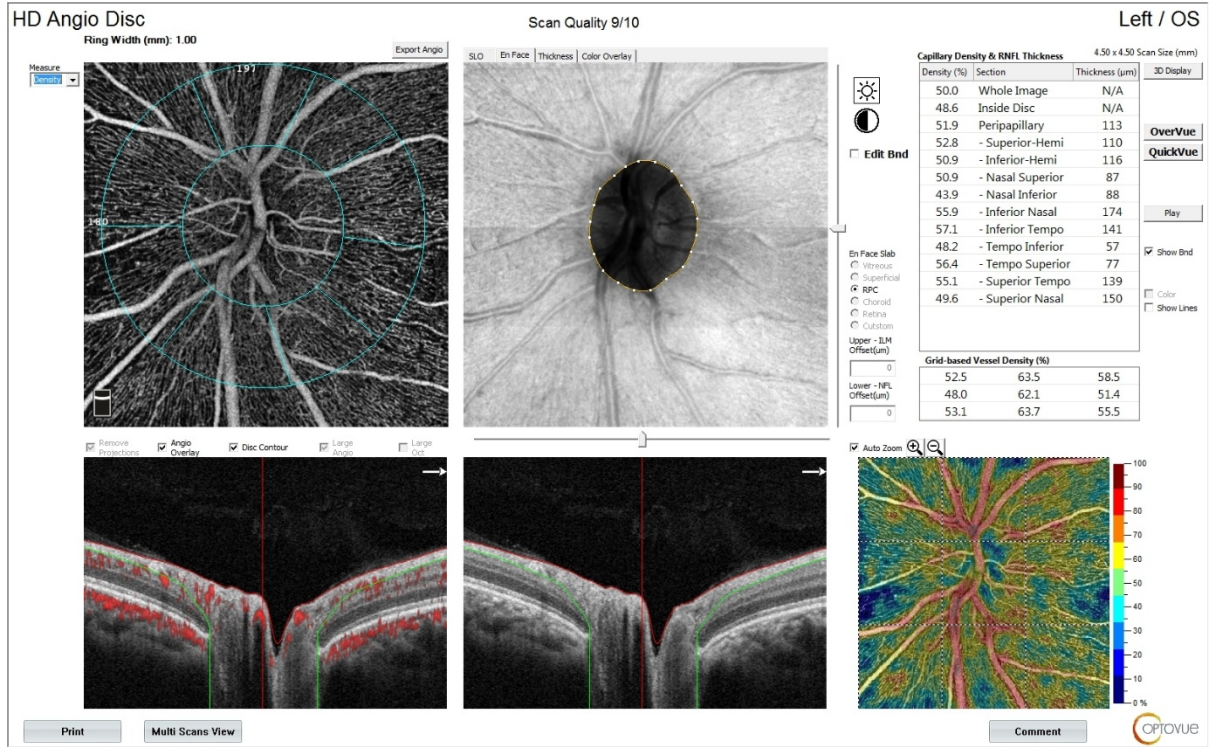 HD Angio Disc
Scan Quality 9/10
Left / OS
Ring Width (mm): 1.00
Export Angio
Measure
Density
197
180
SLO En Face Thickness Color Overlay
Edit Bnd
En Face Slab
Vitreous
Superficial
RPC
Choroid
Retina
Cutstom
Upper - ILM
Offset(um)
0
Lower - NFL
Offset(um)
0
Capillary Density & RNFL Thickness
4.50 x 4.50 Scan Size (mm)
Density (%) Section Thickness (µm)
50.0 Whole Image N/A
48.6 Inside Disc N/A
51.9 Peripapillary 113
52.8 - Superior-Hemi 110
50.9 - Inferior-Hemi 116
50.9 - Nasal Superior 87
43.9 - Nasal Inferior 88
55.9 - Inferior Nasal 174
57.1 - Inferior Tempo 141
48.2 - Tempo Inferior 57
56.4 - Tempo Superior 77
55.1 - Superior Tempo 139
49.6 - Superior Nasal 150
3D Display
OverVue
QuickVue
Play
Show Bnd
Color
Show Lines
Grid-based Vessel Density (%)
52.5 63.5 58.5
48.0 62.1 51.4
53.1 63.7 55.5
Remove
Projections
Angio
Overlay
Disc Contour
Large
Angio
Large
Oct
Auto Zoom
100
90
80
70
60
50
40
30
20
10
0 %
Print
Multi Scans View
Comment
OPTOVUE